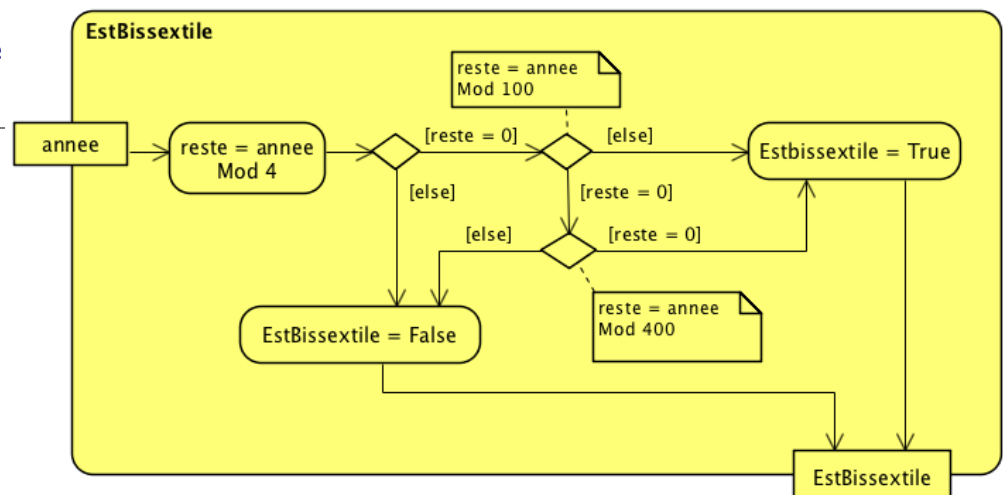 EstBissextile
reste = annee
Mod 100
annee
reste = annee
Mod 4
[reste = 0]
[else]
Estbissextile = True
[else]
[reste = 0]
[else]
[reste = 0]
reste = annee
Mod 400
EstBissextile = False
EstBissextile